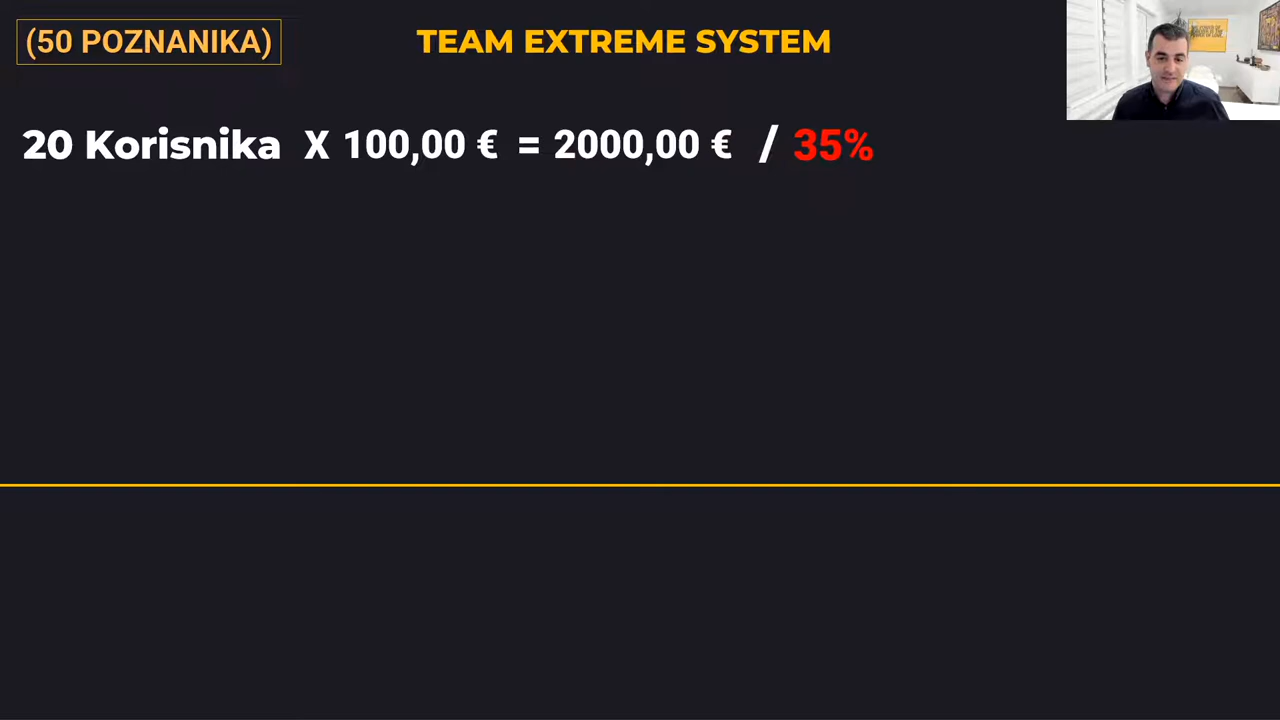 (50 POZNANIKA)
TEAM EXTREME SYSTEM
20 Korisnika X 100,00 € = 2000,00 € / 35%